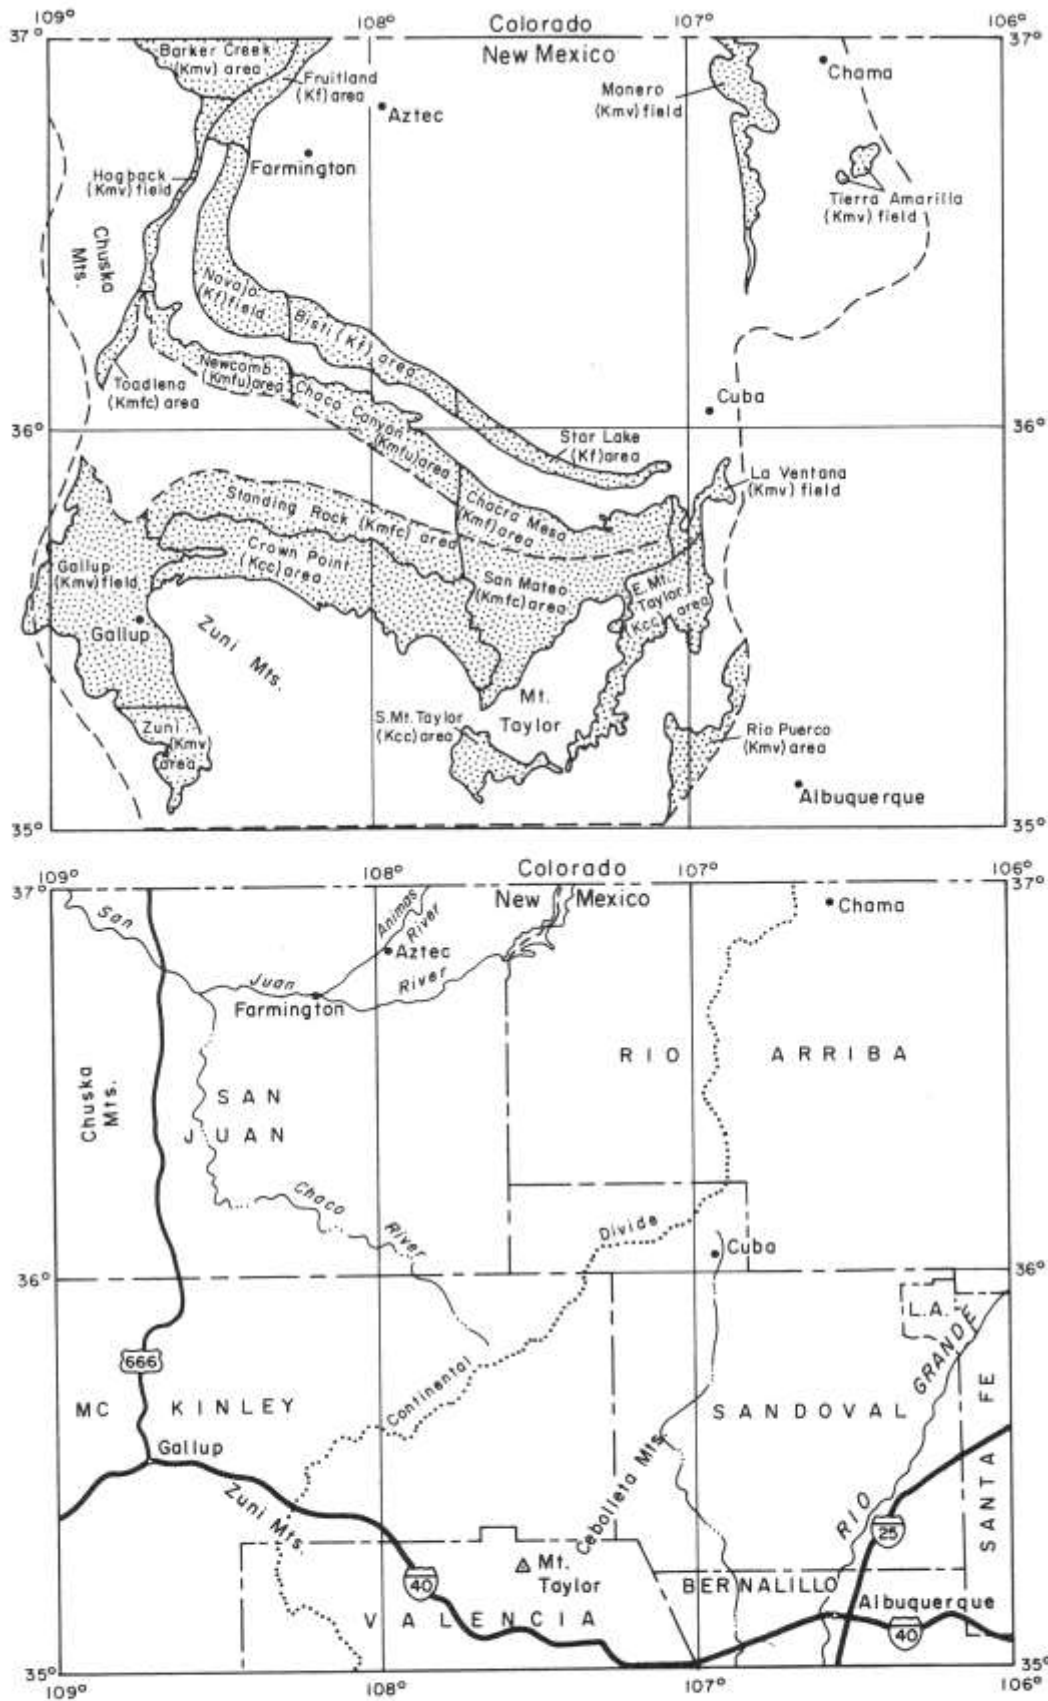 109°
108°
Colorado
107°
106°
37°
New Mexico
37°
Barker Creek
(Kmv) area
Fruitland
(Kf) area
Aztec
Monero
(Kmv) field
Chama
Hogback
(Kmv) field
Farmington
Tierra Amarilla
(Kmv) field
Chuska
Mts.
Navajo
(Kf) field
Bisti (Kf) area
Newcomb
(Kmfu) area
Toadlena
(Kmfc) area
Chaco Canyon
(Kmfu) area
Cuba
36°
36°
Star Lake
(Kf) area
La Ventana
(Kmv) field
Standing Rock (Kmfc) area
Chacra Mesa
(Kmf) area
Crown Point
(Kcc) area
Gallup
(Kmv) field
San Mateo
(Kmfc) area
E. Mt.
Taylor
(Kcc) area
Gallup
Zuni Mts.
Mt.
Taylor
S. Mt. Taylor
(Kcc) area
Zuni
(Kmv)
area
Rio Puerco
(Kmv) area
Albuquerque
35°
35°
109°
108°
Colorado
107°
106°
37°
New Mexico
37°
San
Animas
River
Aztec
Chama
Juan
River
Farmington
RIO ARRIBA
Chuska
Mts.
SAN
JUAN
Chaco
River
Divide
Cuba
36°
36°
L.A.
666
Continental
GRANDE
MC KINLEY
SANDOVAL
SANTA FE
Gallup
Cebolleta Mts.
Zuni Mts.
RIO
25
Mt.
Taylor
40
BERNALILLO
Albuquerque
VALENCIA
40
35°
35°
109°
108°
107°
106°